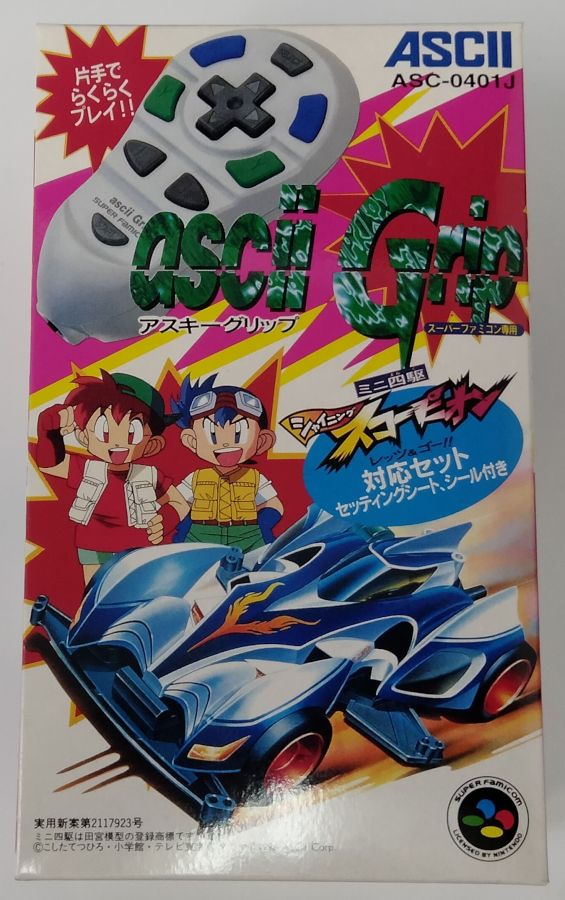 片手で
らくらく
プレイ!!
ASCII
ASC-0401J
ascii Gr
SUPER FAMIC
ascii Grip
アスキーグリップ
スーパーファミコン専用
ミニ四駆
シャイニング
スコーピオン
レッツ&ゴー!!
対応セット
セッティングシート、シール付き
実用新案第2117923号
ミニ四駆は田宮模型の登録商標です
©こしたてつひろ・小学館・テレビ東
Corp.
SUPER FAMICOM
LICENSED BY NINTENDO